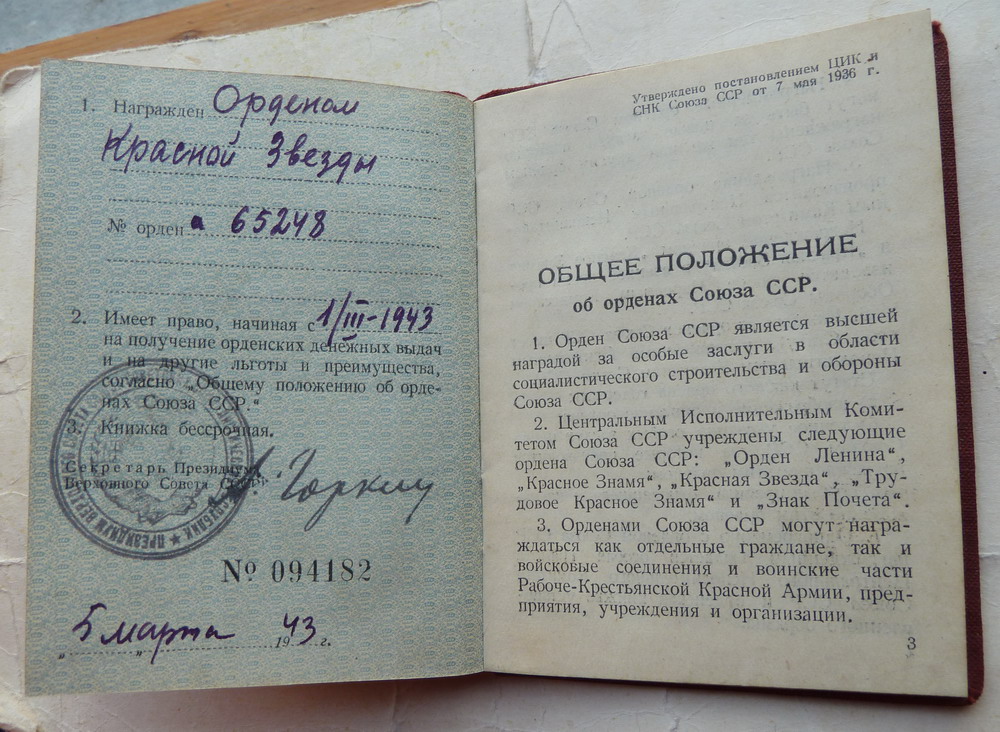 1. Награжден Орденом
Красной Звезды
№ орден а 65248
2. Имеет право, начиная с 1/III-1943
на получение орденских денежных выдач
и на другие льготы и преимущества,
согласно „Общему положению об орде-
нах Союза ССР.“
3. Книжка бессрочная.
Секретарь Президиума
Верховного Совета СССР:
А. Горкин
№ 094182
„5 марта“ 1943 г.
Утверждено постановлением ЦИК и
СНК Союза ССР от 7 мая 1936 г.
ОБЩЕЕ ПОЛОЖЕНИЕ
об орденах Союза ССР.
1. Орден Союза ССР является высшей
наградой за особые заслуги в области
социалистического строительства и обороны
Союза ССР.
2. Центральным Исполнительным Коми-
тетом Союза ССР учреждены следующие
ордена Союза ССР: „Орден Ленина“,
„Красное Знамя“, „Красная Звезда“, „Тру-
довое Красное Знамя“ и „Знак Почета“.
3. Орденами Союза ССР могут награ-
ждаться как отдельные граждане, так и
войсковые соединения и воинские части
Рабоче-Крестьянской Красной Армии, пред-
приятия, учреждения и организации.
3